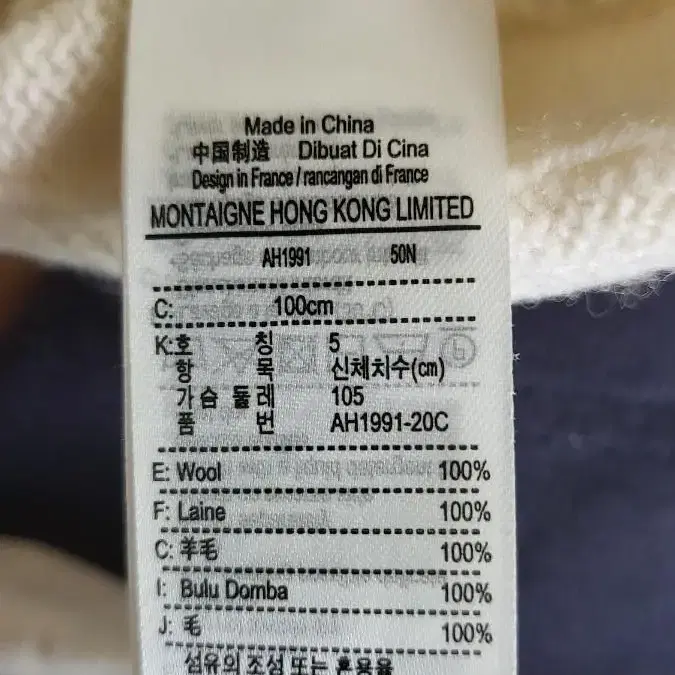 Made in China
中国制造 Dibuat Di Cina
Design in France / rancangan di France
MONTAIGNE HONG KONG LIMITED
AH1991 50N
C: 100cm
K:호 칭 5
항 목 신체치수(cm)
가슴 둘레 105
품 번 AH1991-20C
E: Wool 100%
F: Laine 100%
C: 羊毛 100%
I: Bulu Domba 100%
J: 毛 100%
섬유의 조성 또는 혼용율